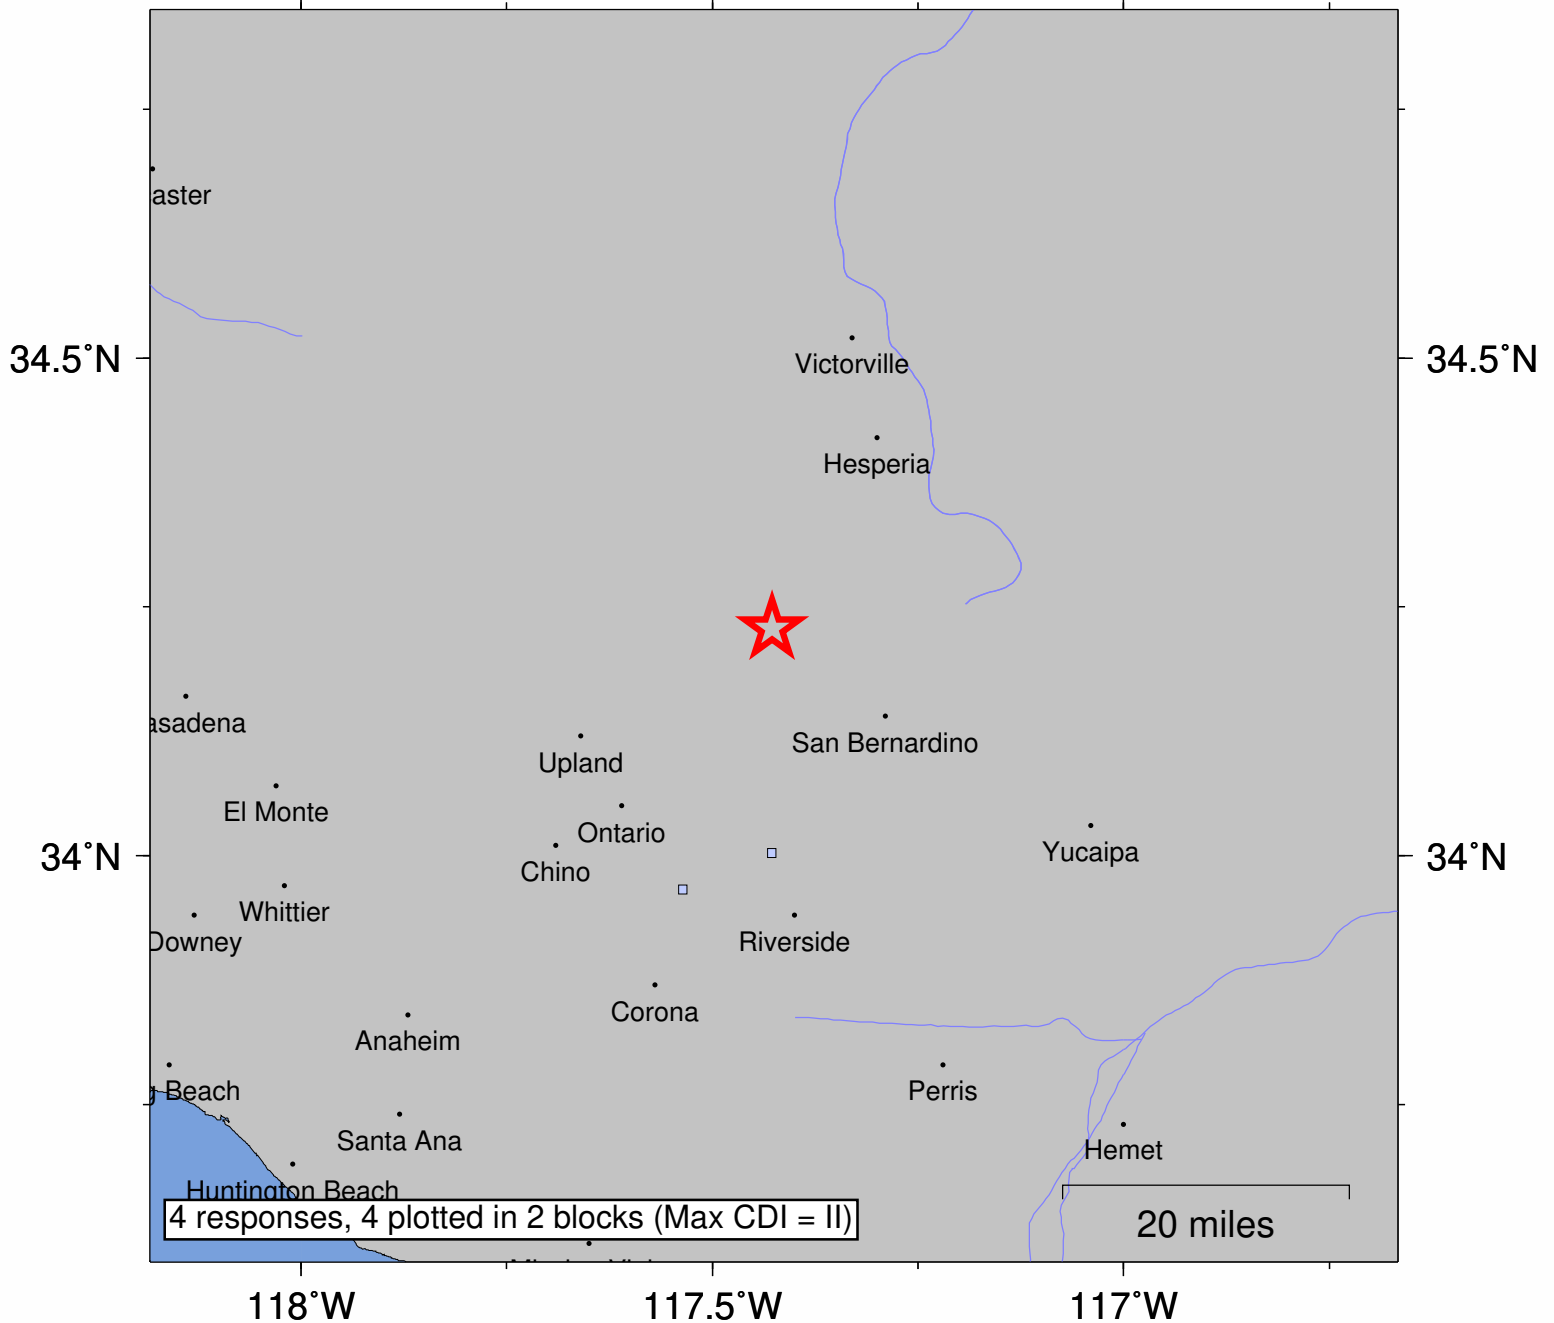 aster
34.5°N
34.5°N
Victorville
Hesperia
asadena
San Bernardino
Upland
El Monte
Ontario
34°N
34°N
Chino
Yucaipa
Whittier
Downey
Riverside
Corona
Anaheim
Beach
Perris
Santa Ana
Hemet
Huntington Beach
4 responses, 4 plotted in 2 blocks (Max CDI = II)
20 miles
118°W
117.5°W
117°W